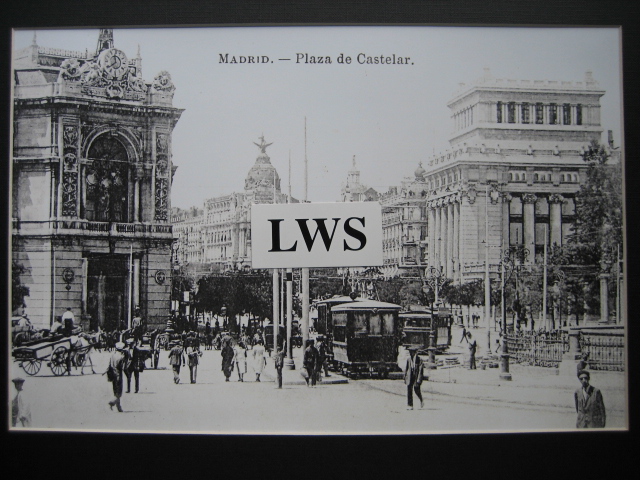 MADRID. — Plaza de Castelar.
LWS